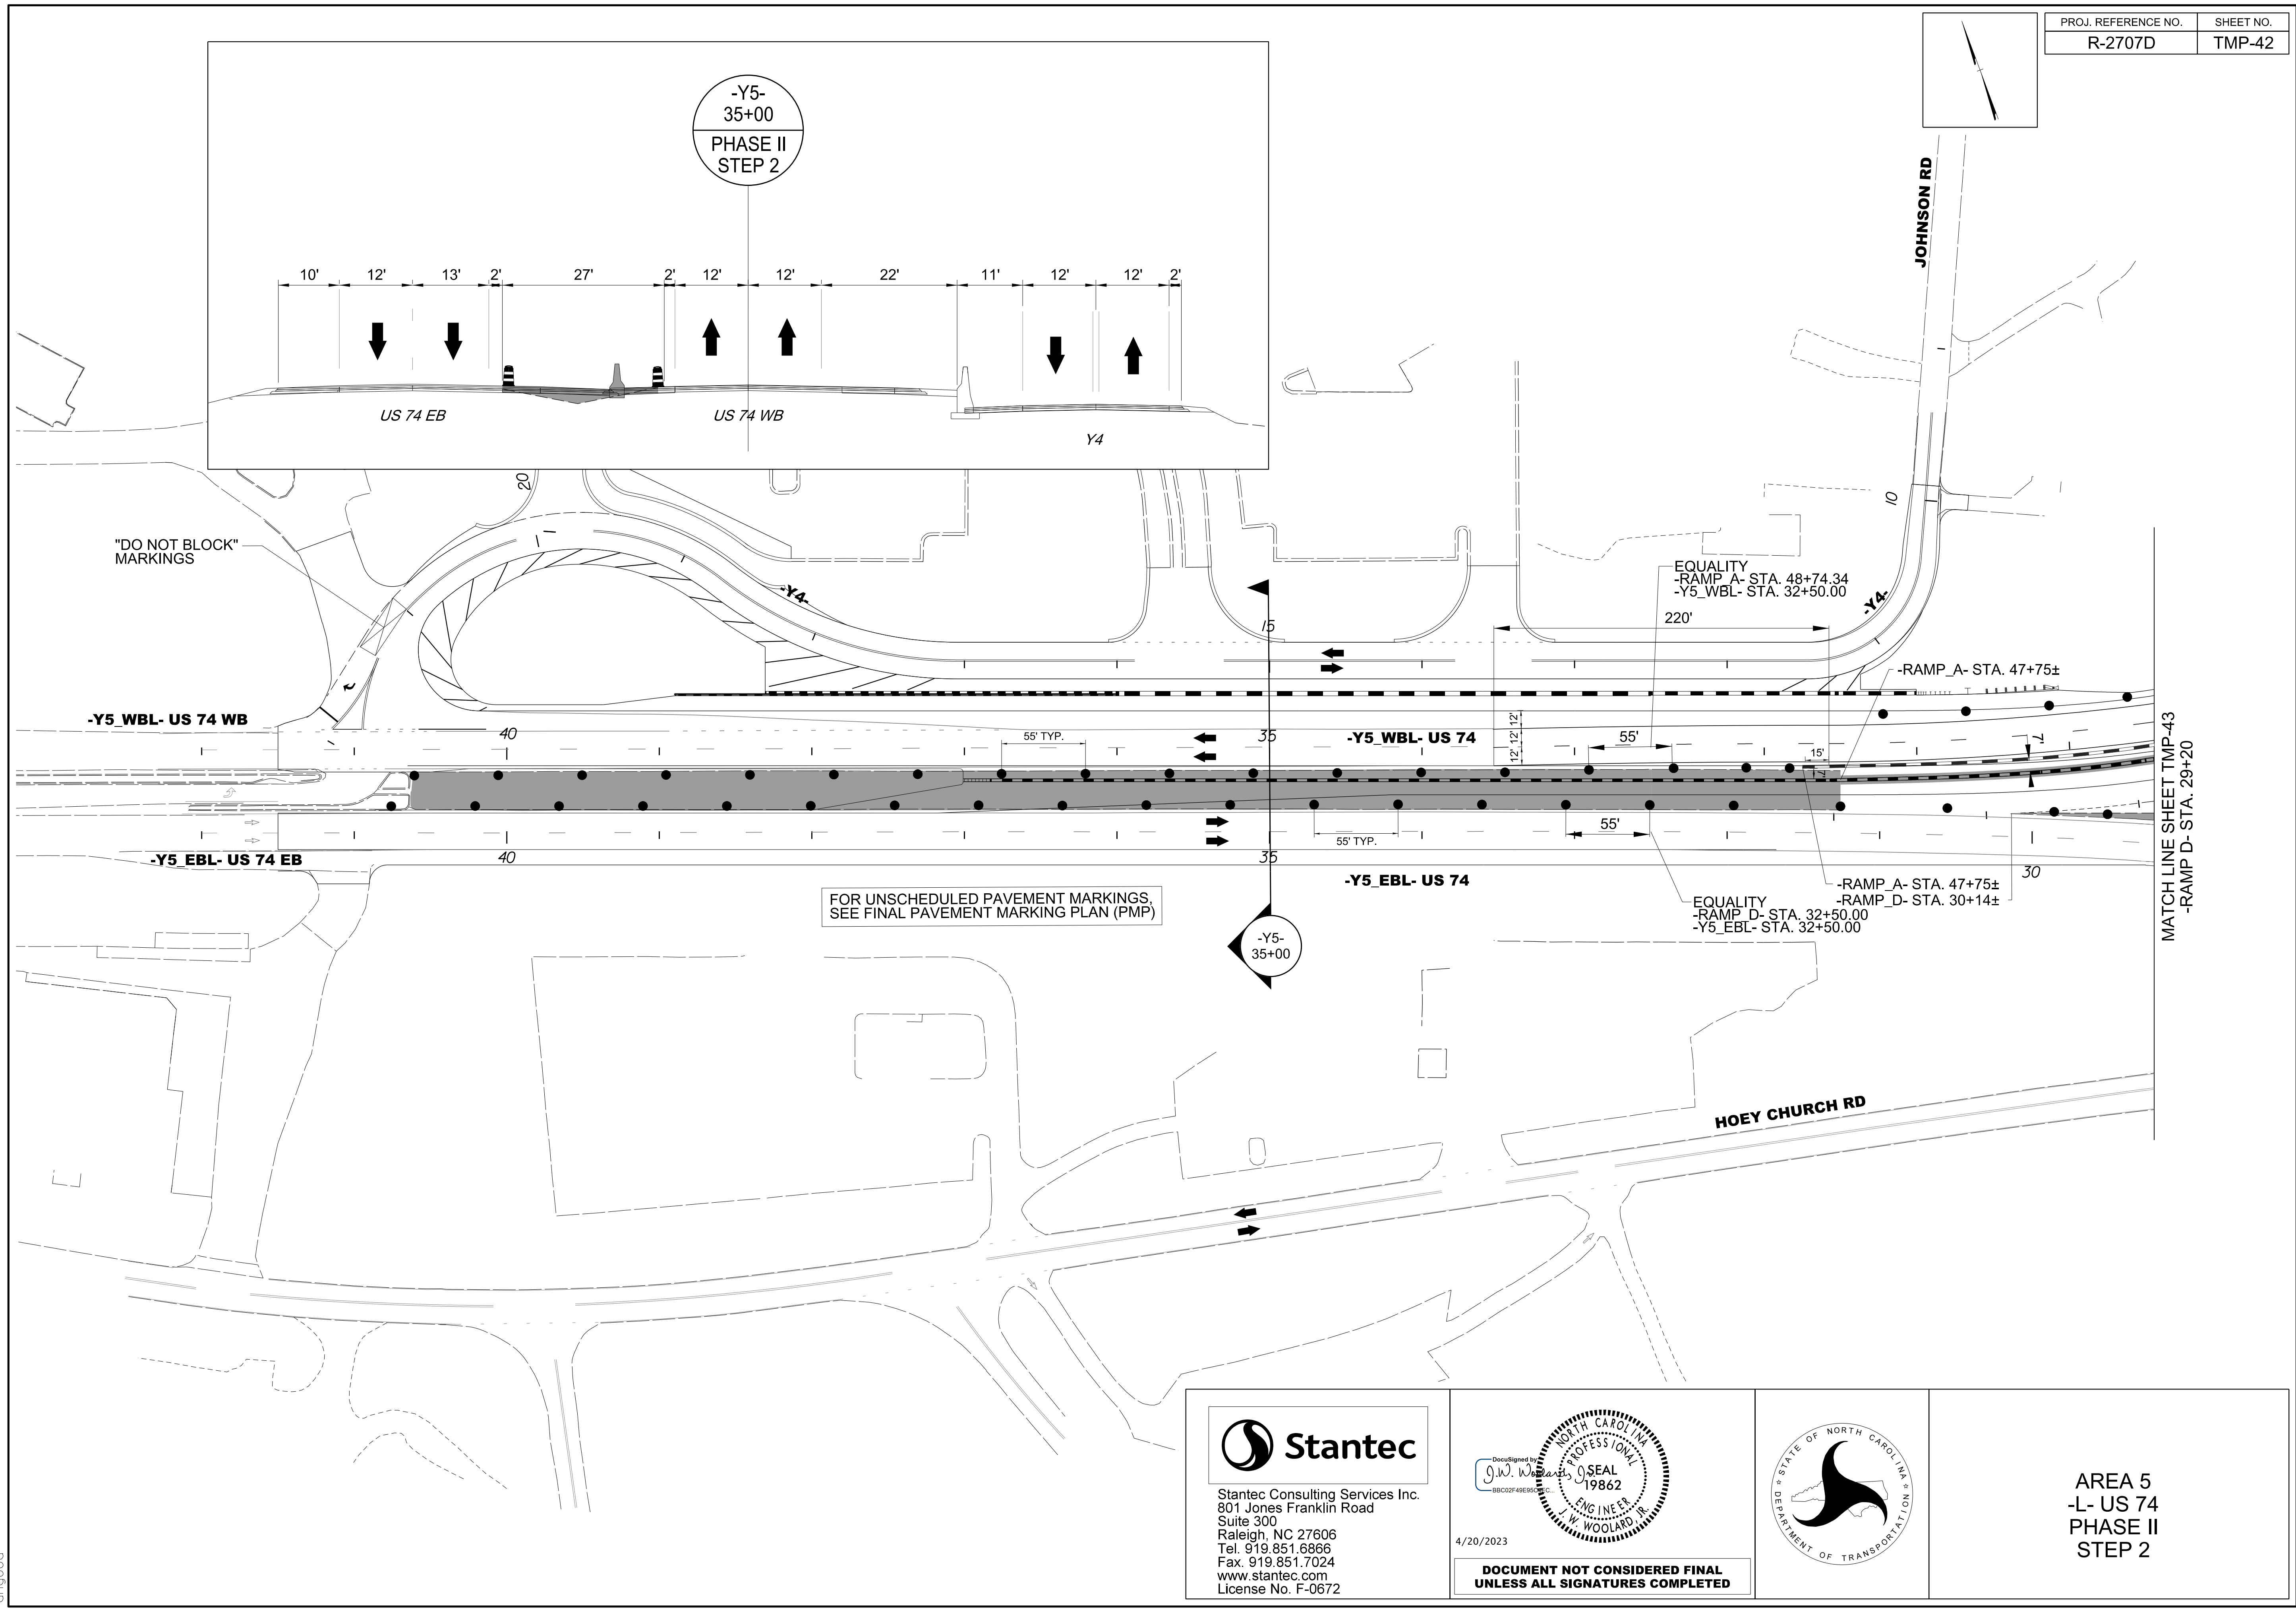 PROJ. REFERENCE NO.
SHEET NO.
R-2707D
TMP-42
-Y5-
35+00
PHASE II
STEP 2
10'
12'
13'
2'
27'
2'
12'
12'
22'
11'
12'
12'
2'
US 74 EB
US 74 WB
Y4
JOHNSON RD
20
10
"DO NOT BLOCK"
MARKINGS
-Y4-
15
EQUALITY
-RAMP_A- STA. 48+74.34
-Y5_WBL- STA. 32+50.00
220'
-Y4-
-RAMP_A- STA. 47+75±
-Y5_WBL- US 74 WB
40
55' TYP.
35
-Y5_WBL- US 74
12'
12'
12'
55'
15'
7'
7'
MATCH LINE SHEET TMP-43
-RAMP D- STA. 29+20
-Y5_EBL- US 74 EB
40
35
55' TYP.
55'
30
-Y5_EBL- US 74
-RAMP_A- STA. 47+75±
-RAMP_D- STA. 30+14±
EQUALITY
-RAMP_D- STA. 32+50.00
-Y5_EBL- STA. 32+50.00
FOR UNSCHEDULED PAVEMENT MARKINGS,
SEE FINAL PAVEMENT MARKING PLAN (PMP)
-Y5-
35+00
HOEY CHURCH RD
Stantec
Stantec Consulting Services Inc.
801 Jones Franklin Road
Suite 300
Raleigh, NC 27606
Tel. 919.851.6866
Fax. 919.851.7024
www.stantec.com
License No. F-0672
DocuSigned by
J.W. Woolard, Jr.
NORTH CAROLINA
PROFESSIONAL
SEAL
19862
ENGINEER
J. W. WOOLARD, JR.
4/20/2023
DOCUMENT NOT CONSIDERED FINAL
UNLESS ALL SIGNATURES COMPLETED
STATE OF NORTH CAROLINA
DEPARTMENT OF TRANSPORTATION
AREA 5
-L- US 74
PHASE II
STEP 2